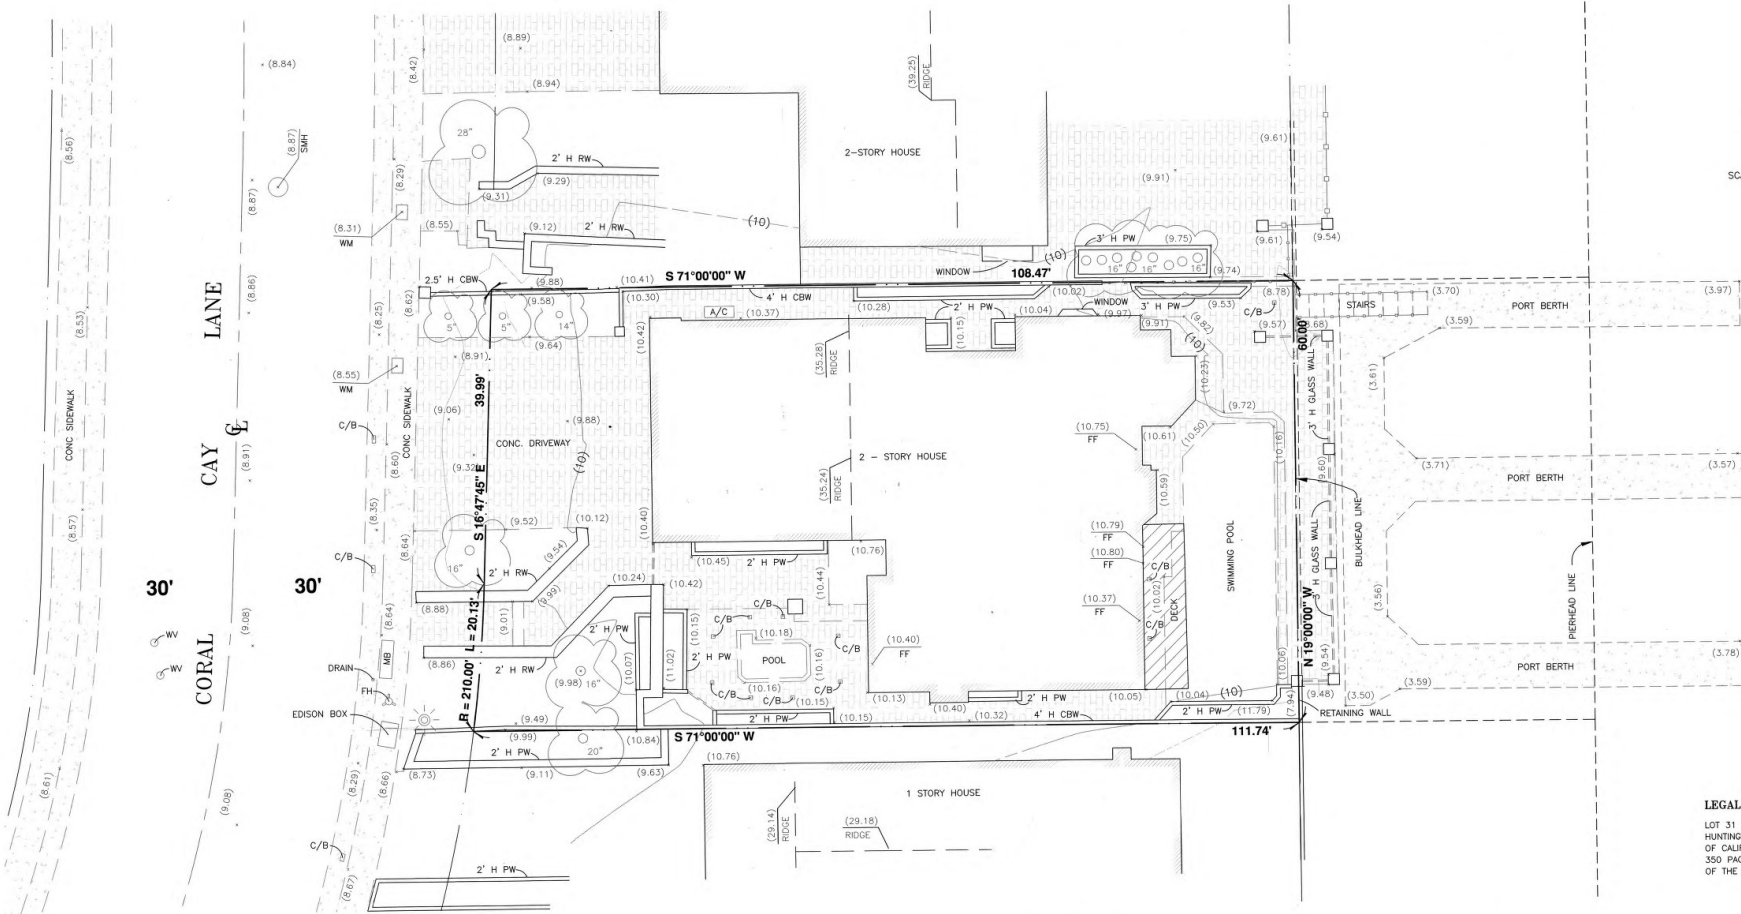 (8.89)
(8.84)
(8.42)
(8.94)
(39.25)
RIDGE
(8.56)
(8.87)
SMH
28"
2-STORY HOUSE
(9.61)
2' H RW
(9.29)
(9.31)
(8.29)
(8.87)
(9.91)
(8.31)
WM
(8.55)
(9.12)
2' H RW
(10)
3' H PW
(9.75)
(9.61)
(9.54)
(10)
16"
16"
16"
(9.74)
2.5' H CBW
(9.88)
(10.41)
S 71°00'00" W
WINDOW
108.47'
(8.86)
(8.62)
(9.58)
(10.30)
4' H CBW
(10.02)
WINDOW
(8.78)
STAIRS
(3.70)
PORT BERTH
(3.97)
(8.53)
LANE
(8.25)
5"
5"
14"
A/C
(10.37)
(10.28)
2' H PW
(10.04)
(9.97)
3' H PW
(9.53)
C/B
(9.57)
(8.68)
(3.59)
(9.64)
(10.42)
(10.15)
(9.91)
(9.82)
(10)
60.00'
(8.91)
(35.28)
RIDGE
(8.55)
WM
39.99'
(10.23)
3' H GLASS WALL
(3.61)
CONC SIDEWALK
CONC SIDEWALK
(9.06)
(9.88)
(9.72)
C/B
CL
CONC. DRIVEWAY
(10.75)
FF
(10.61)
(10.50)
(10.16)
(8.91)
CAY
(8.60)
(9.32)
(10)
2 - STORY HOUSE
(35.24)
RIDGE
(9.60)
(3.71)
(3.57)
PORT BERTH
S 16°47'45" E
(10.59)
(8.57)
(8.35)
(8.64)
(9.52)
(10.12)
(10.40)
(10.79)
FF
(10.80)
FF
SWIMMING POOL
3' H GLASS WALL
BULKHEAD LINE
(10.76)
(9.54)
C/B
16"
2' H RW
(10.45)
2' H PW
(10.44)
C/B
30'
30'
(10.24)
(10.42)
(10.02)
PIERHEAD LINE
(8.88)
(9.99)
(10.37)
FF
DECK
(3.56)
(9.08)
(8.64)
(9.01)
L = 20.13'
C/B
C/B
(10.15)
2' H PW
(10.18)
C/B
C/B
(10.40)
FF
WV
WV
CORAL
MB
DRAIN
(8.86)
2' H RW
(9.98)
16"
(10.07)
(11.02)
2' H PW
POOL
(10.16)
(10.16)
N 19°00'00" W
(9.54)
(10.06)
(3.78)
PORT BERTH
R = 210.00'
FH
C/B
C/B
C/B
(10.15)
(10.13)
(10.40)
2' H PW
(10.05)
(10.04)
(10)
(9.48)
(3.50)
(3.59)
EDISON BOX
(9.49)
2' H PW
(10.15)
(10.32)
4' H CBW
2' H PW
(11.79)
(7.94)
RETAINING WALL
(9.99)
(10.84)
S 71°00'00" W
111.74'
2' H PW
20"
(8.73)
(9.11)
(9.63)
(10.76)
(8.61)
(8.29)
(8.66)
(9.08)
1 STORY HOUSE
(29.14)
RIDGE
(29.18)
RIDGE
C/B
2' H PW
(8.67)
LEGAL
LOT 31
HUNTING
OF CALIF
350 PAG
OF THE